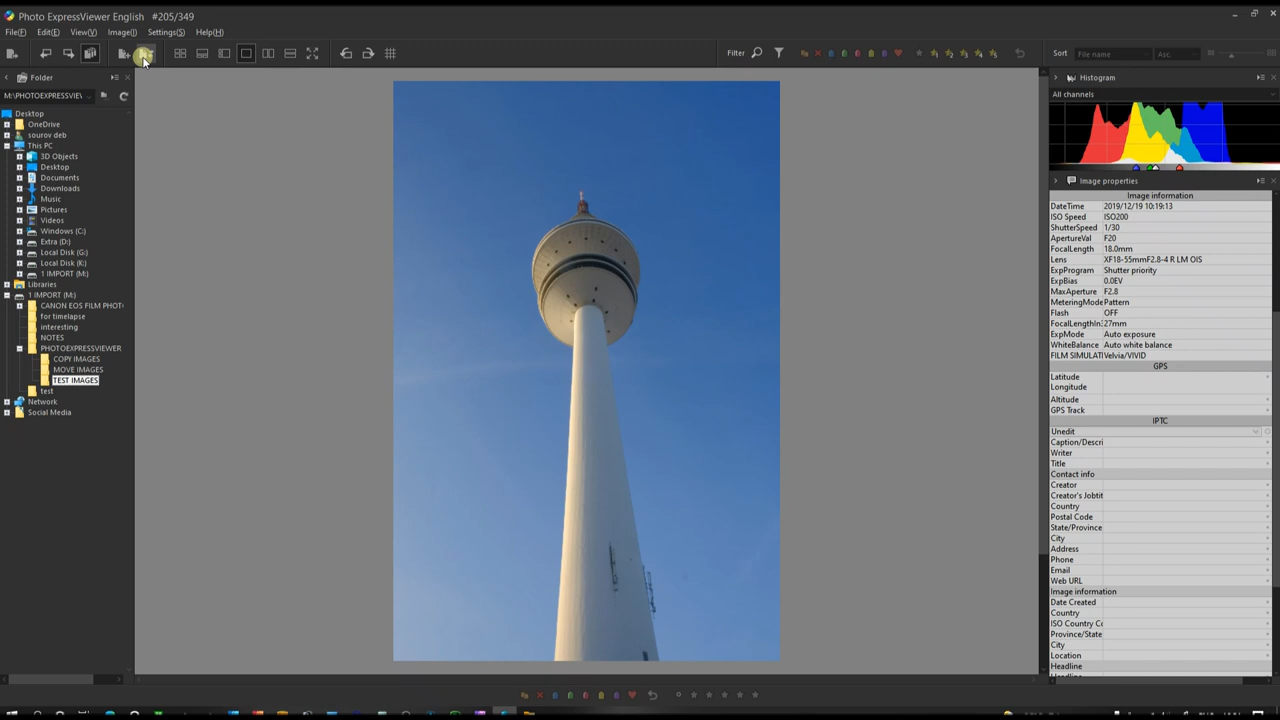 Photo ExpressViewer English #205/349
File(F) Edit(E) View(V) Image(I) Settings(S) Help(H)
Filter
Sort File name Asc.
Folder
M:\PHOTOEXPRESSVIEV
Desktop
OneDrive
sourov deb
This PC
3D Objects
Desktop
Documents
Downloads
Music
Pictures
Videos
Windows (C:)
Extra (D:)
Local Disk (G:)
Local Disk (K:)
1 IMPORT (M:)
Libraries
1 IMPORT (M:)
CANON EOS FILM PHOT
for timelapse
interesting
NOTES
PHOTOEXPRESSVIEWER
COPY IMAGES
MOVE IMAGES
TEST IMAGES
test
Network
Social Media
Histogram
All channels
Image properties
Image information
DateTime 2019/12/19 10:19:13
ISO Speed ISO200
ShutterSpeed 1/30
ApertureVal F20
FocalLength 18.0mm
Lens XF18-55mmF2.8-4 R LM OIS
ExpProgram Shutter priority
ExpBias 0.0EV
MaxAperture F2.8
MeteringMode Pattern
Flash OFF
FocalLengthIn: 27mm
ExpMode Auto exposure
WhiteBalance Auto white balance
FILM SIMULATI Velvia/VIVID
GPS
Latitude
Longitude
Altitude
GPS Track
IPTC
Unedit
Caption/Descri
Writer
Title
Contact info
Creator
Creator's Jobtit
Country
Postal Code
State/Province
City
Address
Phone
Email
Web URL
Image information
Date Created
Country
ISO Country Co
Province/State
City
Location
Headline